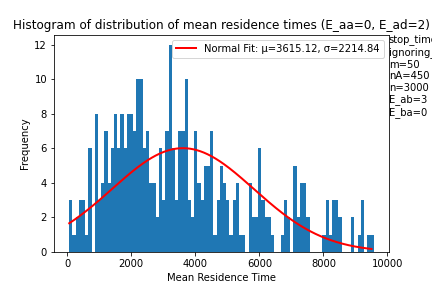 Histogram of distribution of mean residence times (E_aa=0, E_ad=2)
Normal Fit: μ=3615.12, σ=2214.84
stop_time
ignoring_
m=50
nA=450
n=3000
E_ab=3
E_ba=0
Frequency
12
10
8
6
4
2
0
0 2000 4000 6000 8000 10000
Mean Residence Time